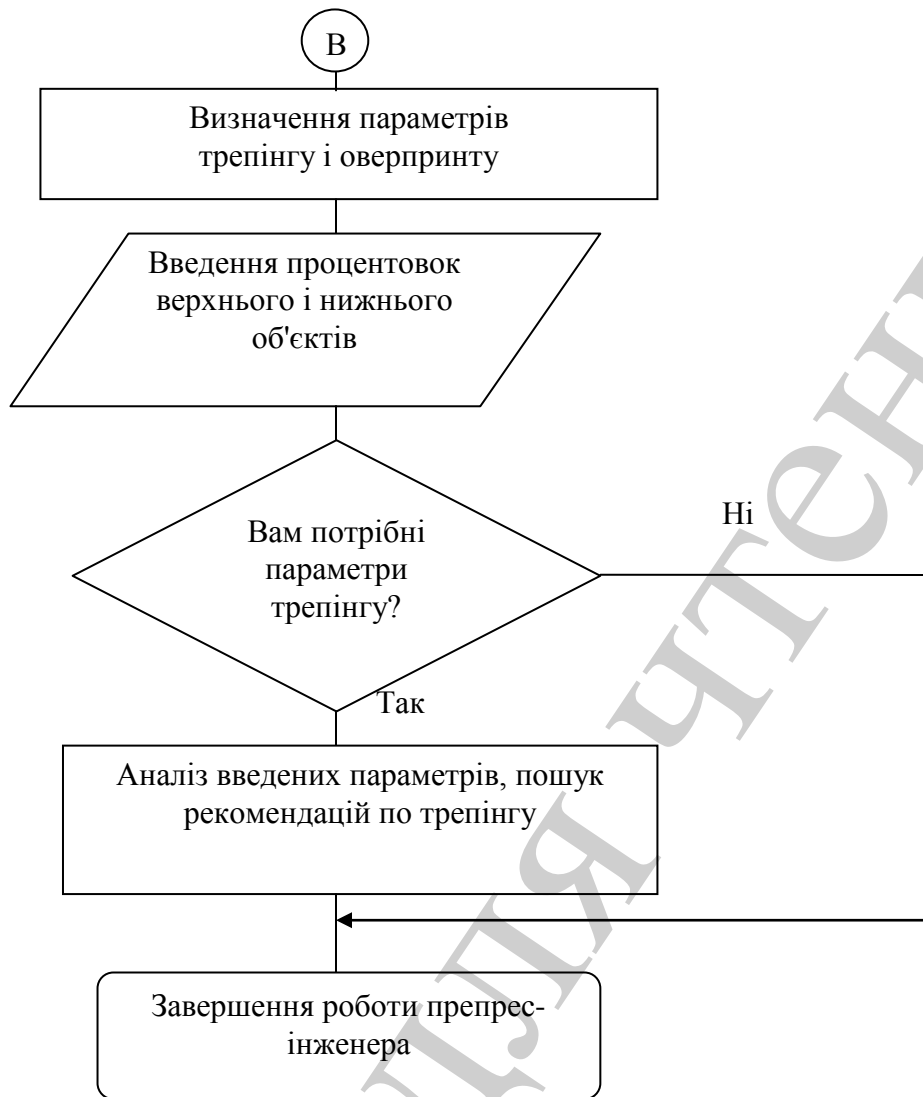 В
Визначення параметрів
трепінгу і оверпринту
Введення процентовок
верхнього і нижнього
об'єктів
Вам потрібні
параметри
трепінгу?
Ні
Так
Аналіз введених параметрів, пошук
рекомендацій по трепінгу
Завершення роботи препрес-
інженера